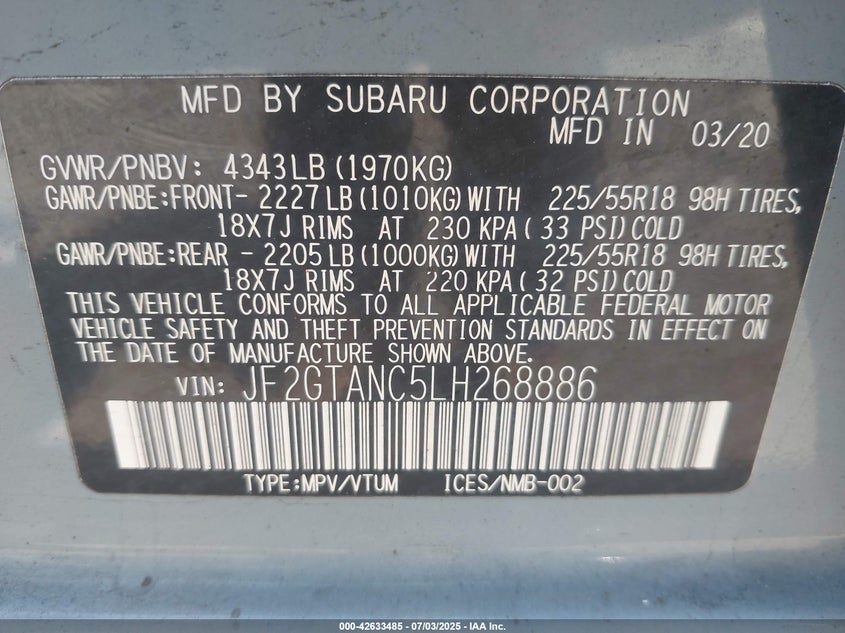 MFD BY SUBARU CORPORATION
MFD IN 03/20
GVWR/PNBV: 4343LB (1970KG)
GAWR/PNBE:FRONT- 2227LB (1010KG) WITH 225/55R18 98H TIRES,
18X7J RIMS AT 230 KPA ( 33 PSI) COLD
GAWR/PNBE:REAR - 2205LB (1000KG) WITH 225/55R18 98H TIRES,
18X7J RIMS AT 220 KPA ( 32 PSI) COLD
THIS VEHICLE CONFORMS TO ALL APPLICABLE FEDERAL MOTOR
VEHICLE SAFETY AND THEFT PREVENTION STANDARDS IN EFFECT ON
THE DATE OF MANUFACTURE SHOWN ABOVE.
VIN: JF2GTANC5LH268886
TYPE:MPV/VTUM ICES/NMB-002
000-42633485 - 07/03/2025 - IAA Inc.